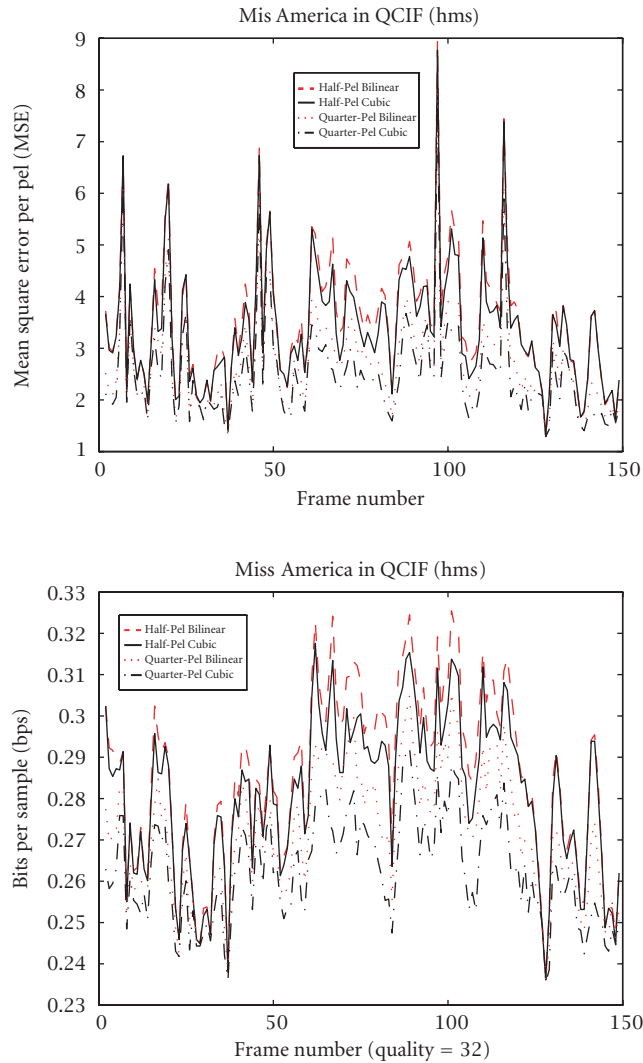 Mis America in QCIF (hms)
9
8
7
6
5
4
3
2
1
Mean square error per pel (MSE)
Half-Pel Bilinear
Half-Pel Cubic
Quarter-Pel Bilinear
Quarter-Pel Cubic
0
50
100
150
Frame number
Miss America in QCIF (hms)
0.33
0.32
0.31
0.3
0.29
0.28
0.27
0.26
0.25
0.24
0.23
Bits per sample (bps)
Half-Pel Bilinear
Half-Pel Cubic
Quarter-Pel Bilinear
Quarter-Pel Cubic
0
50
100
150
Frame number (quality = 32)